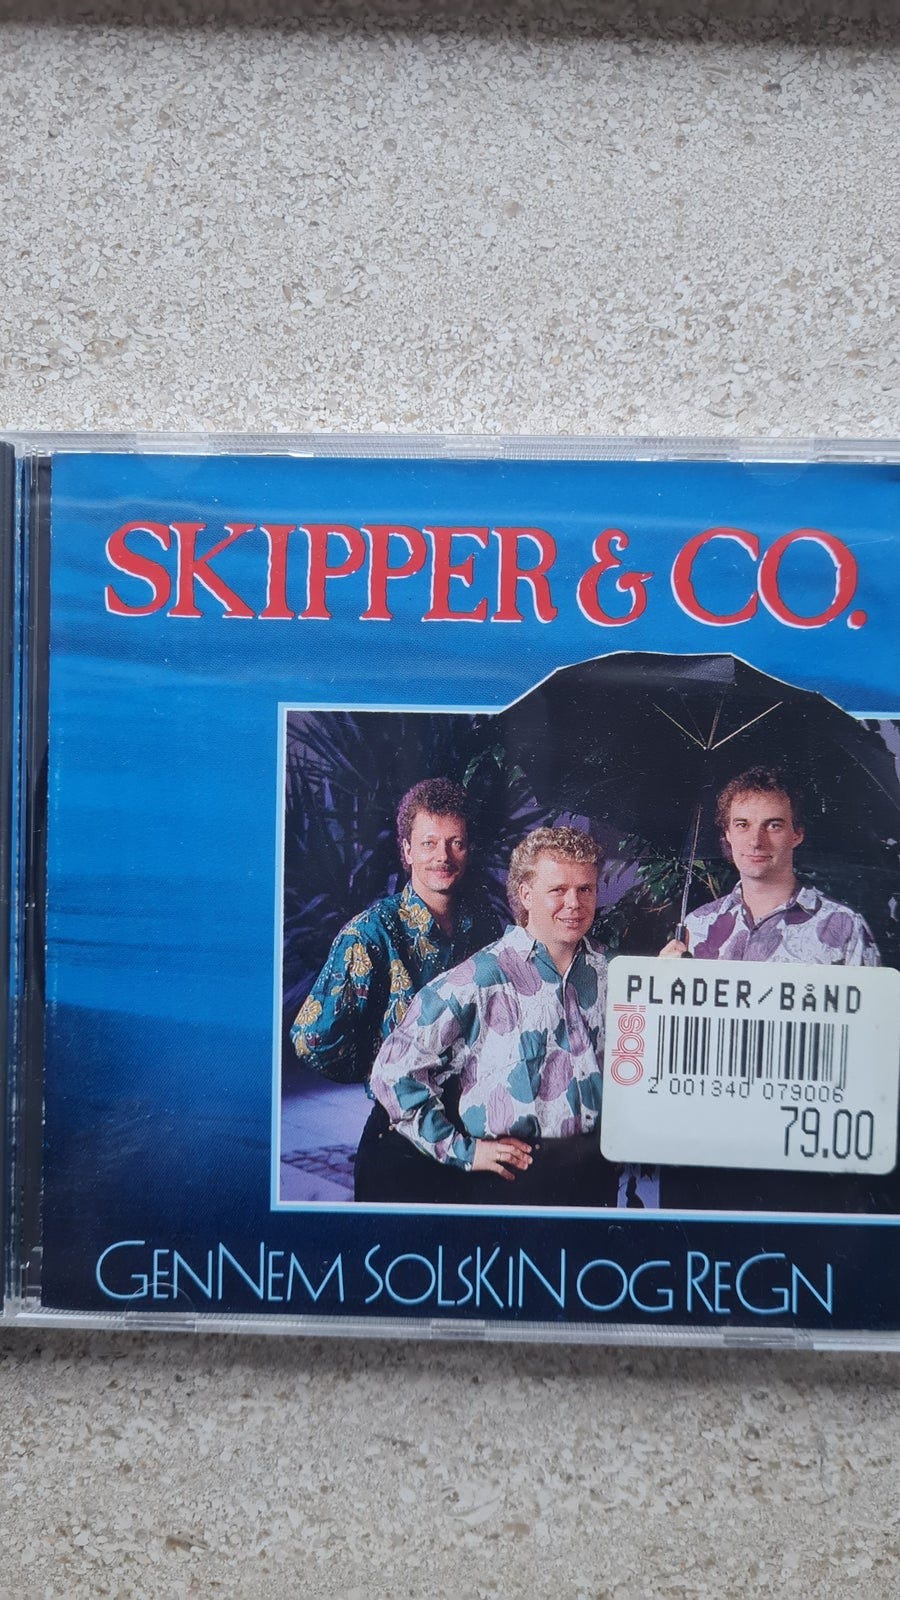 SKIPPER & CO.
PLADER/BÅND
obs!
2 001340 079006
79.00
GENNEM SOLSKIN OG REGN